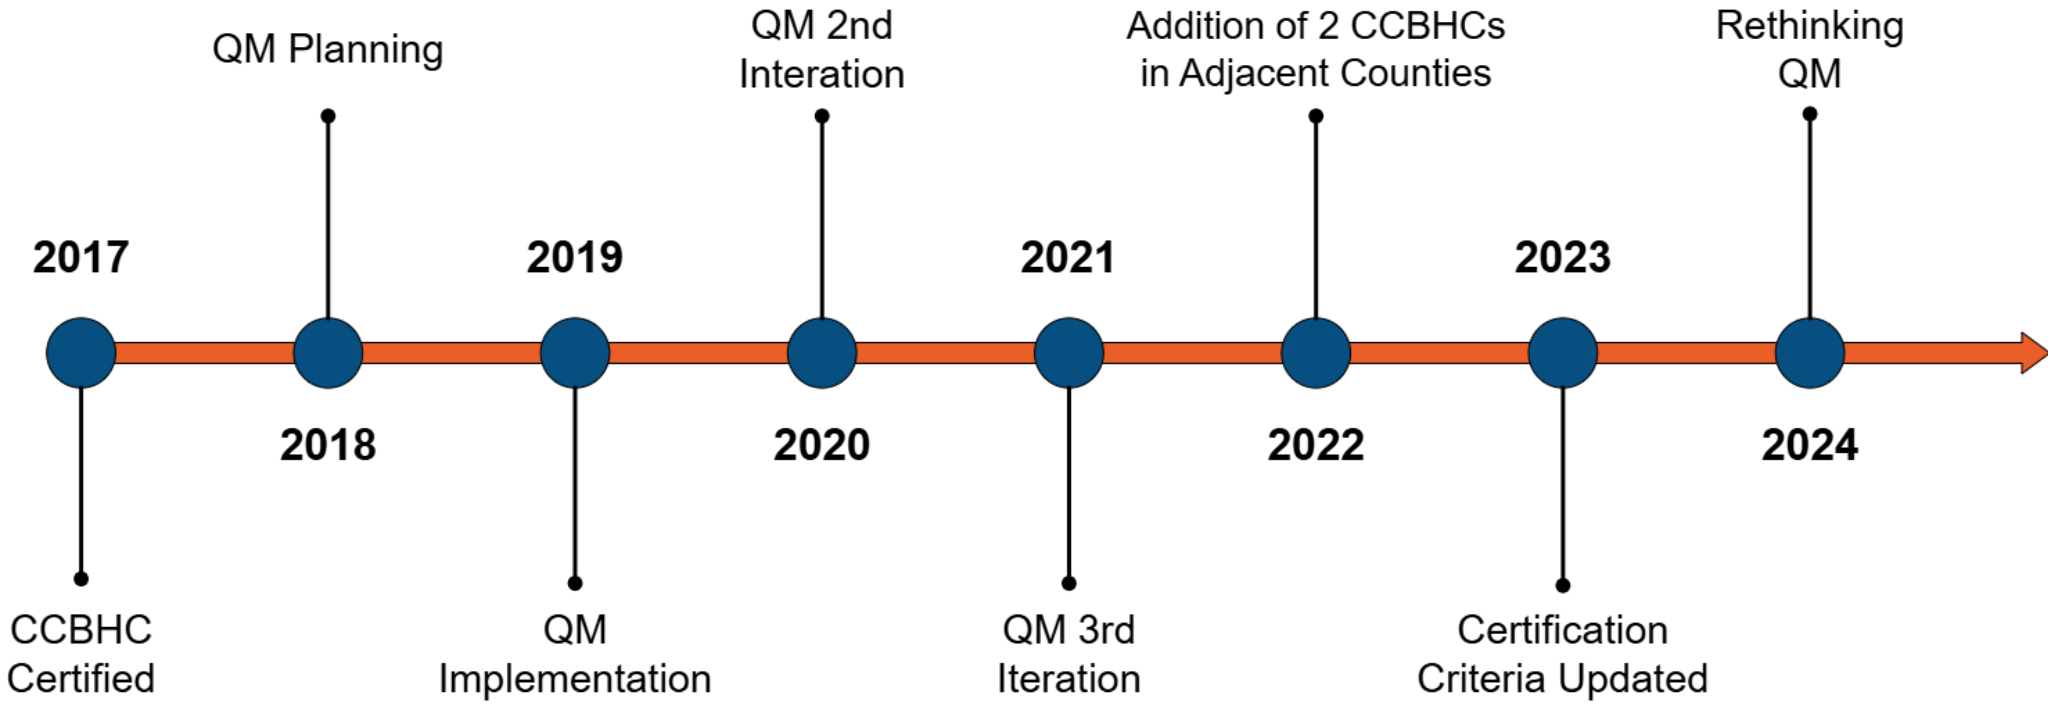 QM Planning
QM 2nd
Interation
Addition of 2 CCBHCs
in Adjacent Counties
Rethinking
QM
2017
2019
2021
2023
2018
2020
2022
2024
CCBHC
Certified
QM
Implementation
QM 3rd
Iteration
Certification
Criteria Updated